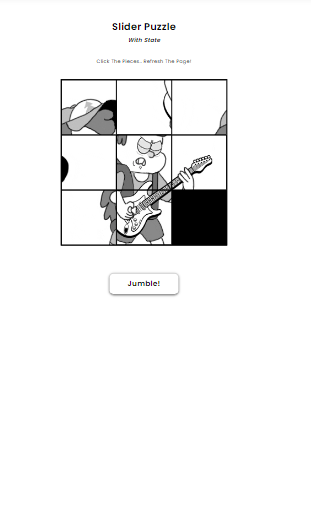 Slider Puzzle
With State
Click The Pieces.. Refresh The Page!
Jumble!